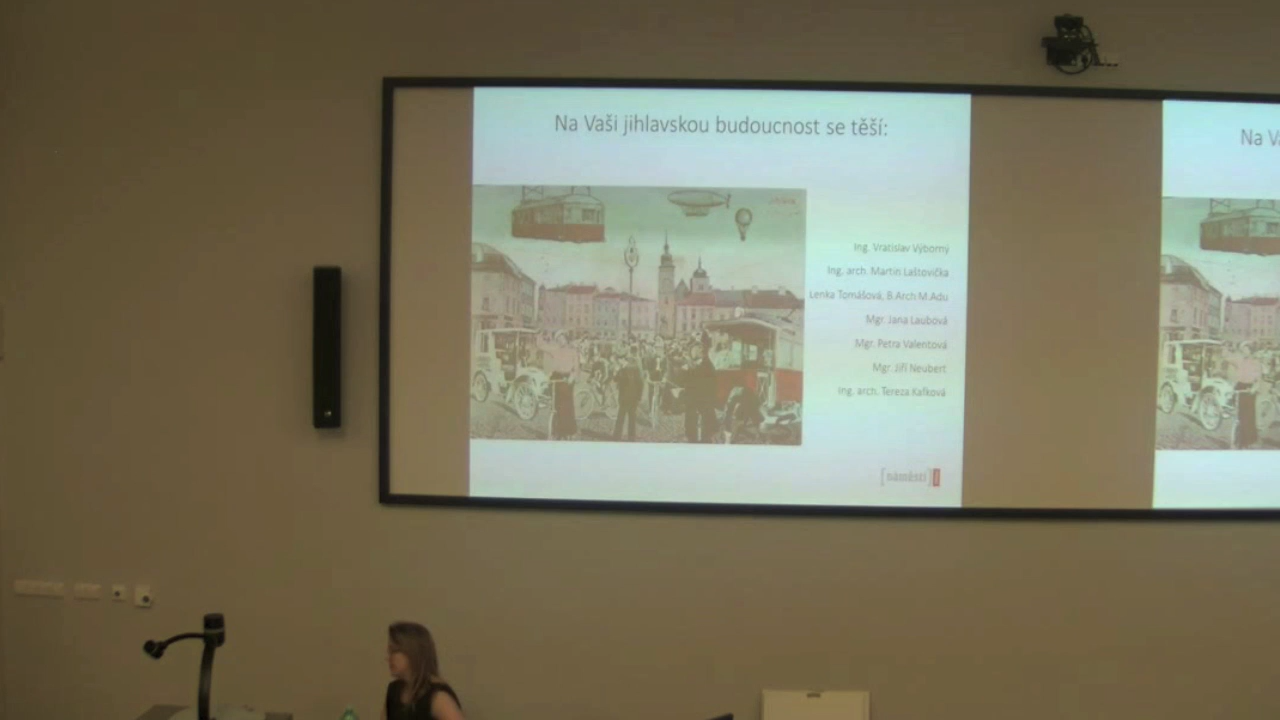 Na Vaši jihlavskou budoucnost se těší:
Ing. Vratislav Výborný
Ing. arch. Martin Laštovička
Lenka Tomášová, B.Arch.M.Adu
Mgr. Jana Laubová
Mgr. Petra Valentová
Mgr. Jiří Neubert
Ing. arch. Tereza Kafková
[náměstí]
Na V